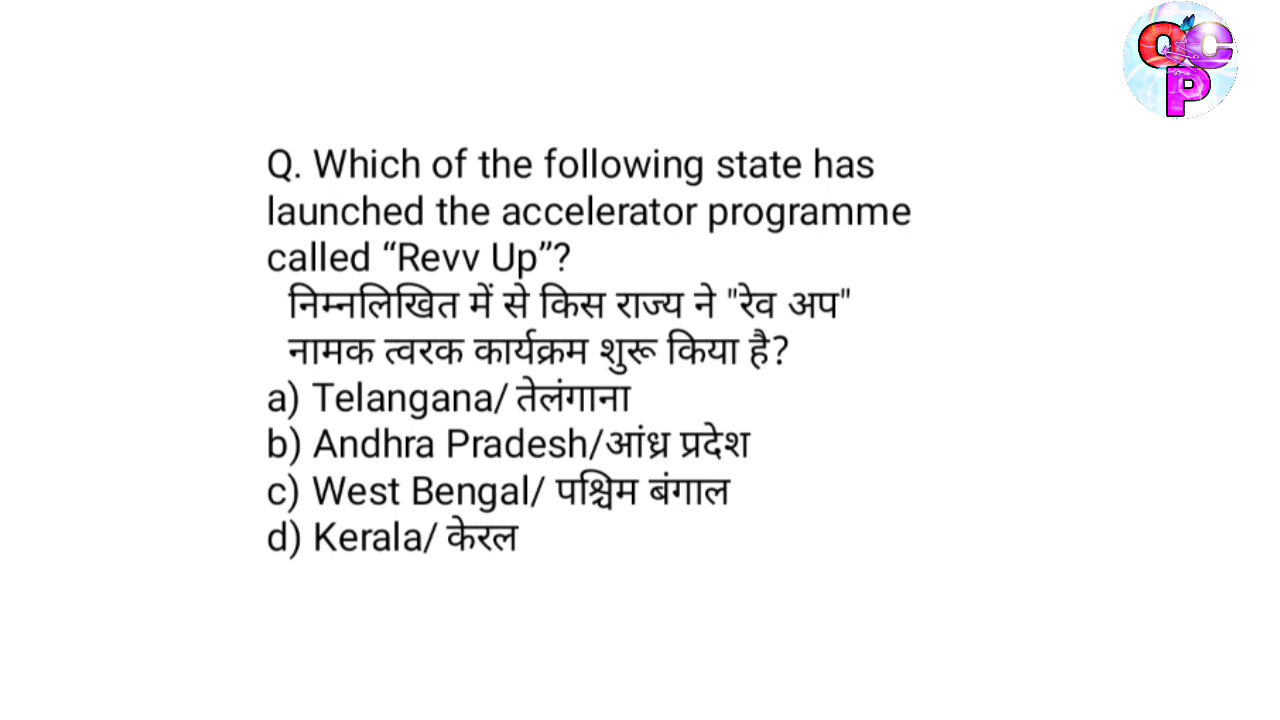 QCP
Q. Which of the following state has
launched the accelerator programme
called “Revv Up”?
निम्नलिखित में से किस राज्य ने "रेव अप"
नामक त्वरक कार्यक्रम शुरू किया है?
a) Telangana/ तेलंगाना
b) Andhra Pradesh/आंध्र प्रदेश
c) West Bengal/ पश्चिम बंगाल
d) Kerala/ केरल